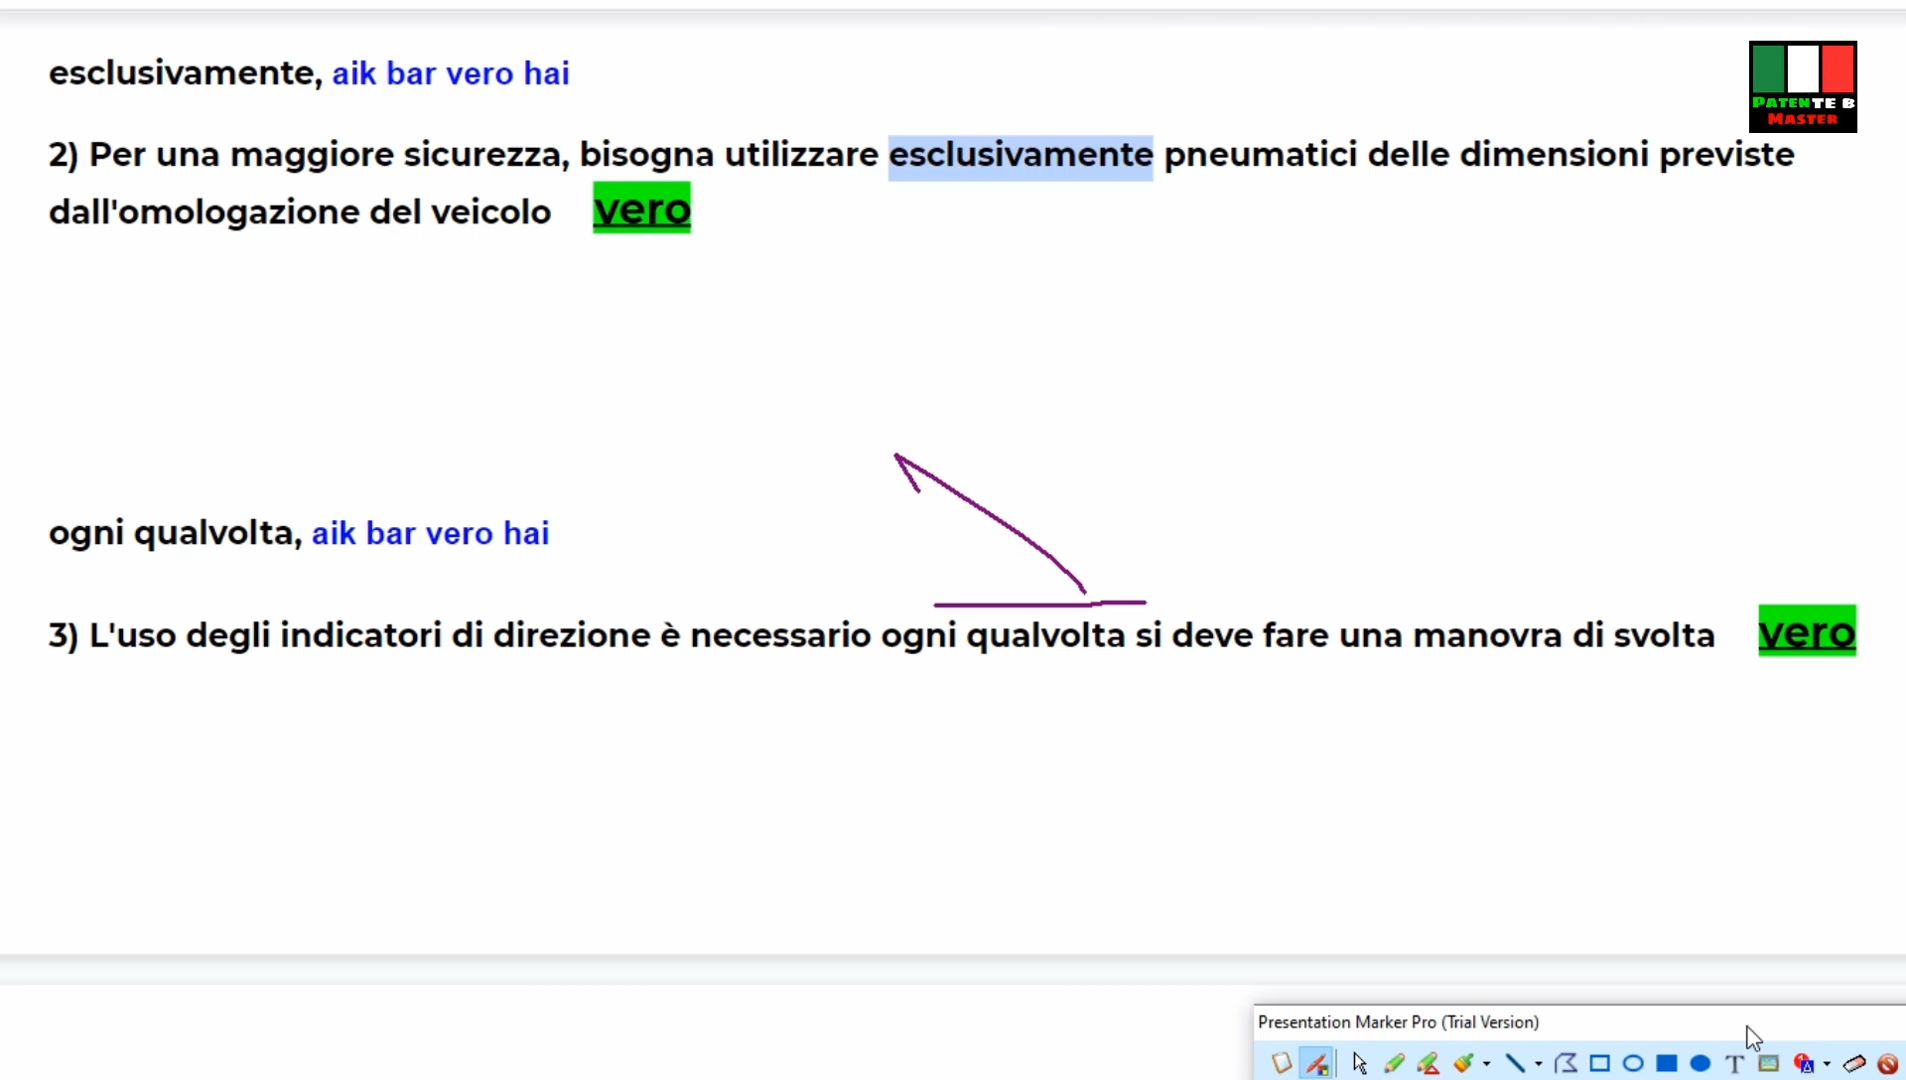 esclusivamente, aik bar vero hai
PATENTE B
MASTER
2) Per una maggiore sicurezza, bisogna utilizzare esclusivamente pneumatici delle dimensioni previste
dall'omologazione del veicolo vero
ogni qualvolta, aik bar vero hai
3) L'uso degli indicatori di direzione è necessario ogni qualvolta si deve fare una manovra di svolta vero
Presentation Marker Pro (Trial Version)